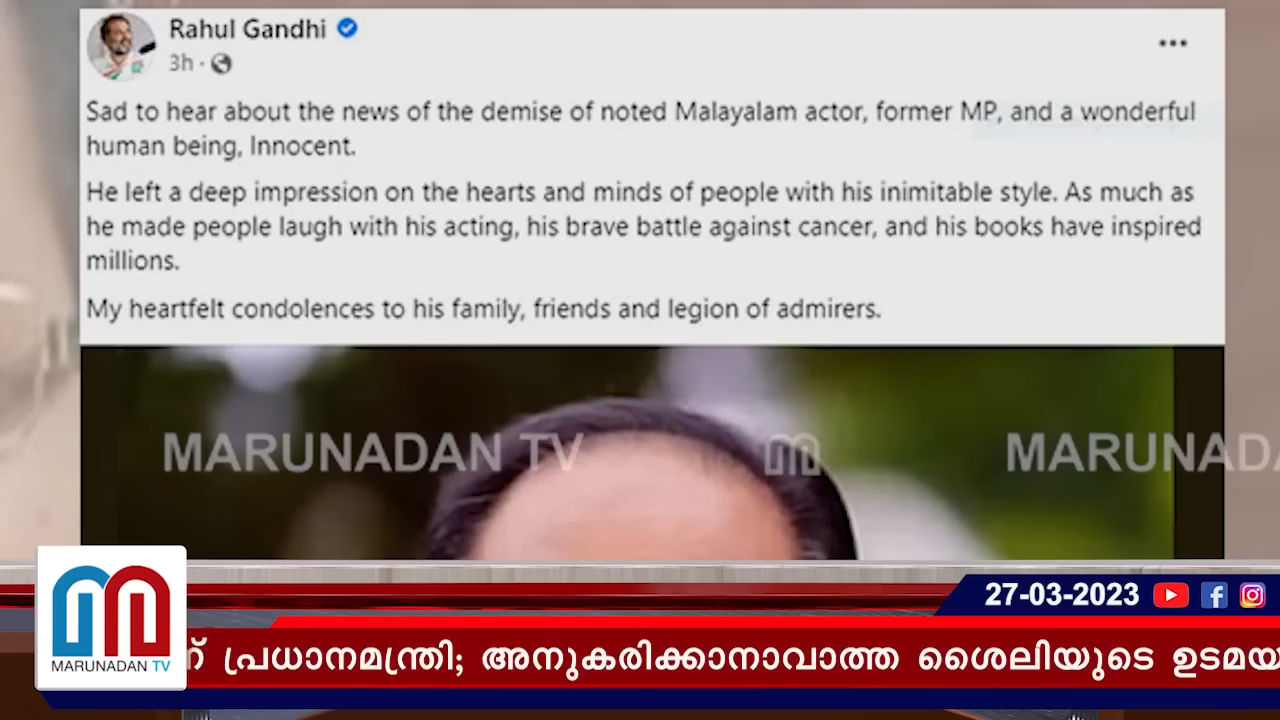 Rahul Gandhi
3h ·
Sad to hear about the news of the demise of noted Malayalam actor, former MP, and a wonderful
human being, Innocent.
He left a deep impression on the hearts and minds of people with his inimitable style. As much as
he made people laugh with his acting, his brave battle against cancer, and his books have inspired
millions.
My heartfelt condolences to his family, friends and legion of admirers.
MARUNADAN TV
MARUNADA
27-03-2023
MARUNADAN TV
പ്രധാനമന്ത്രി; അനുകരിക്കാനാവാത്ത ശൈലിയുടെ ഉടമയ